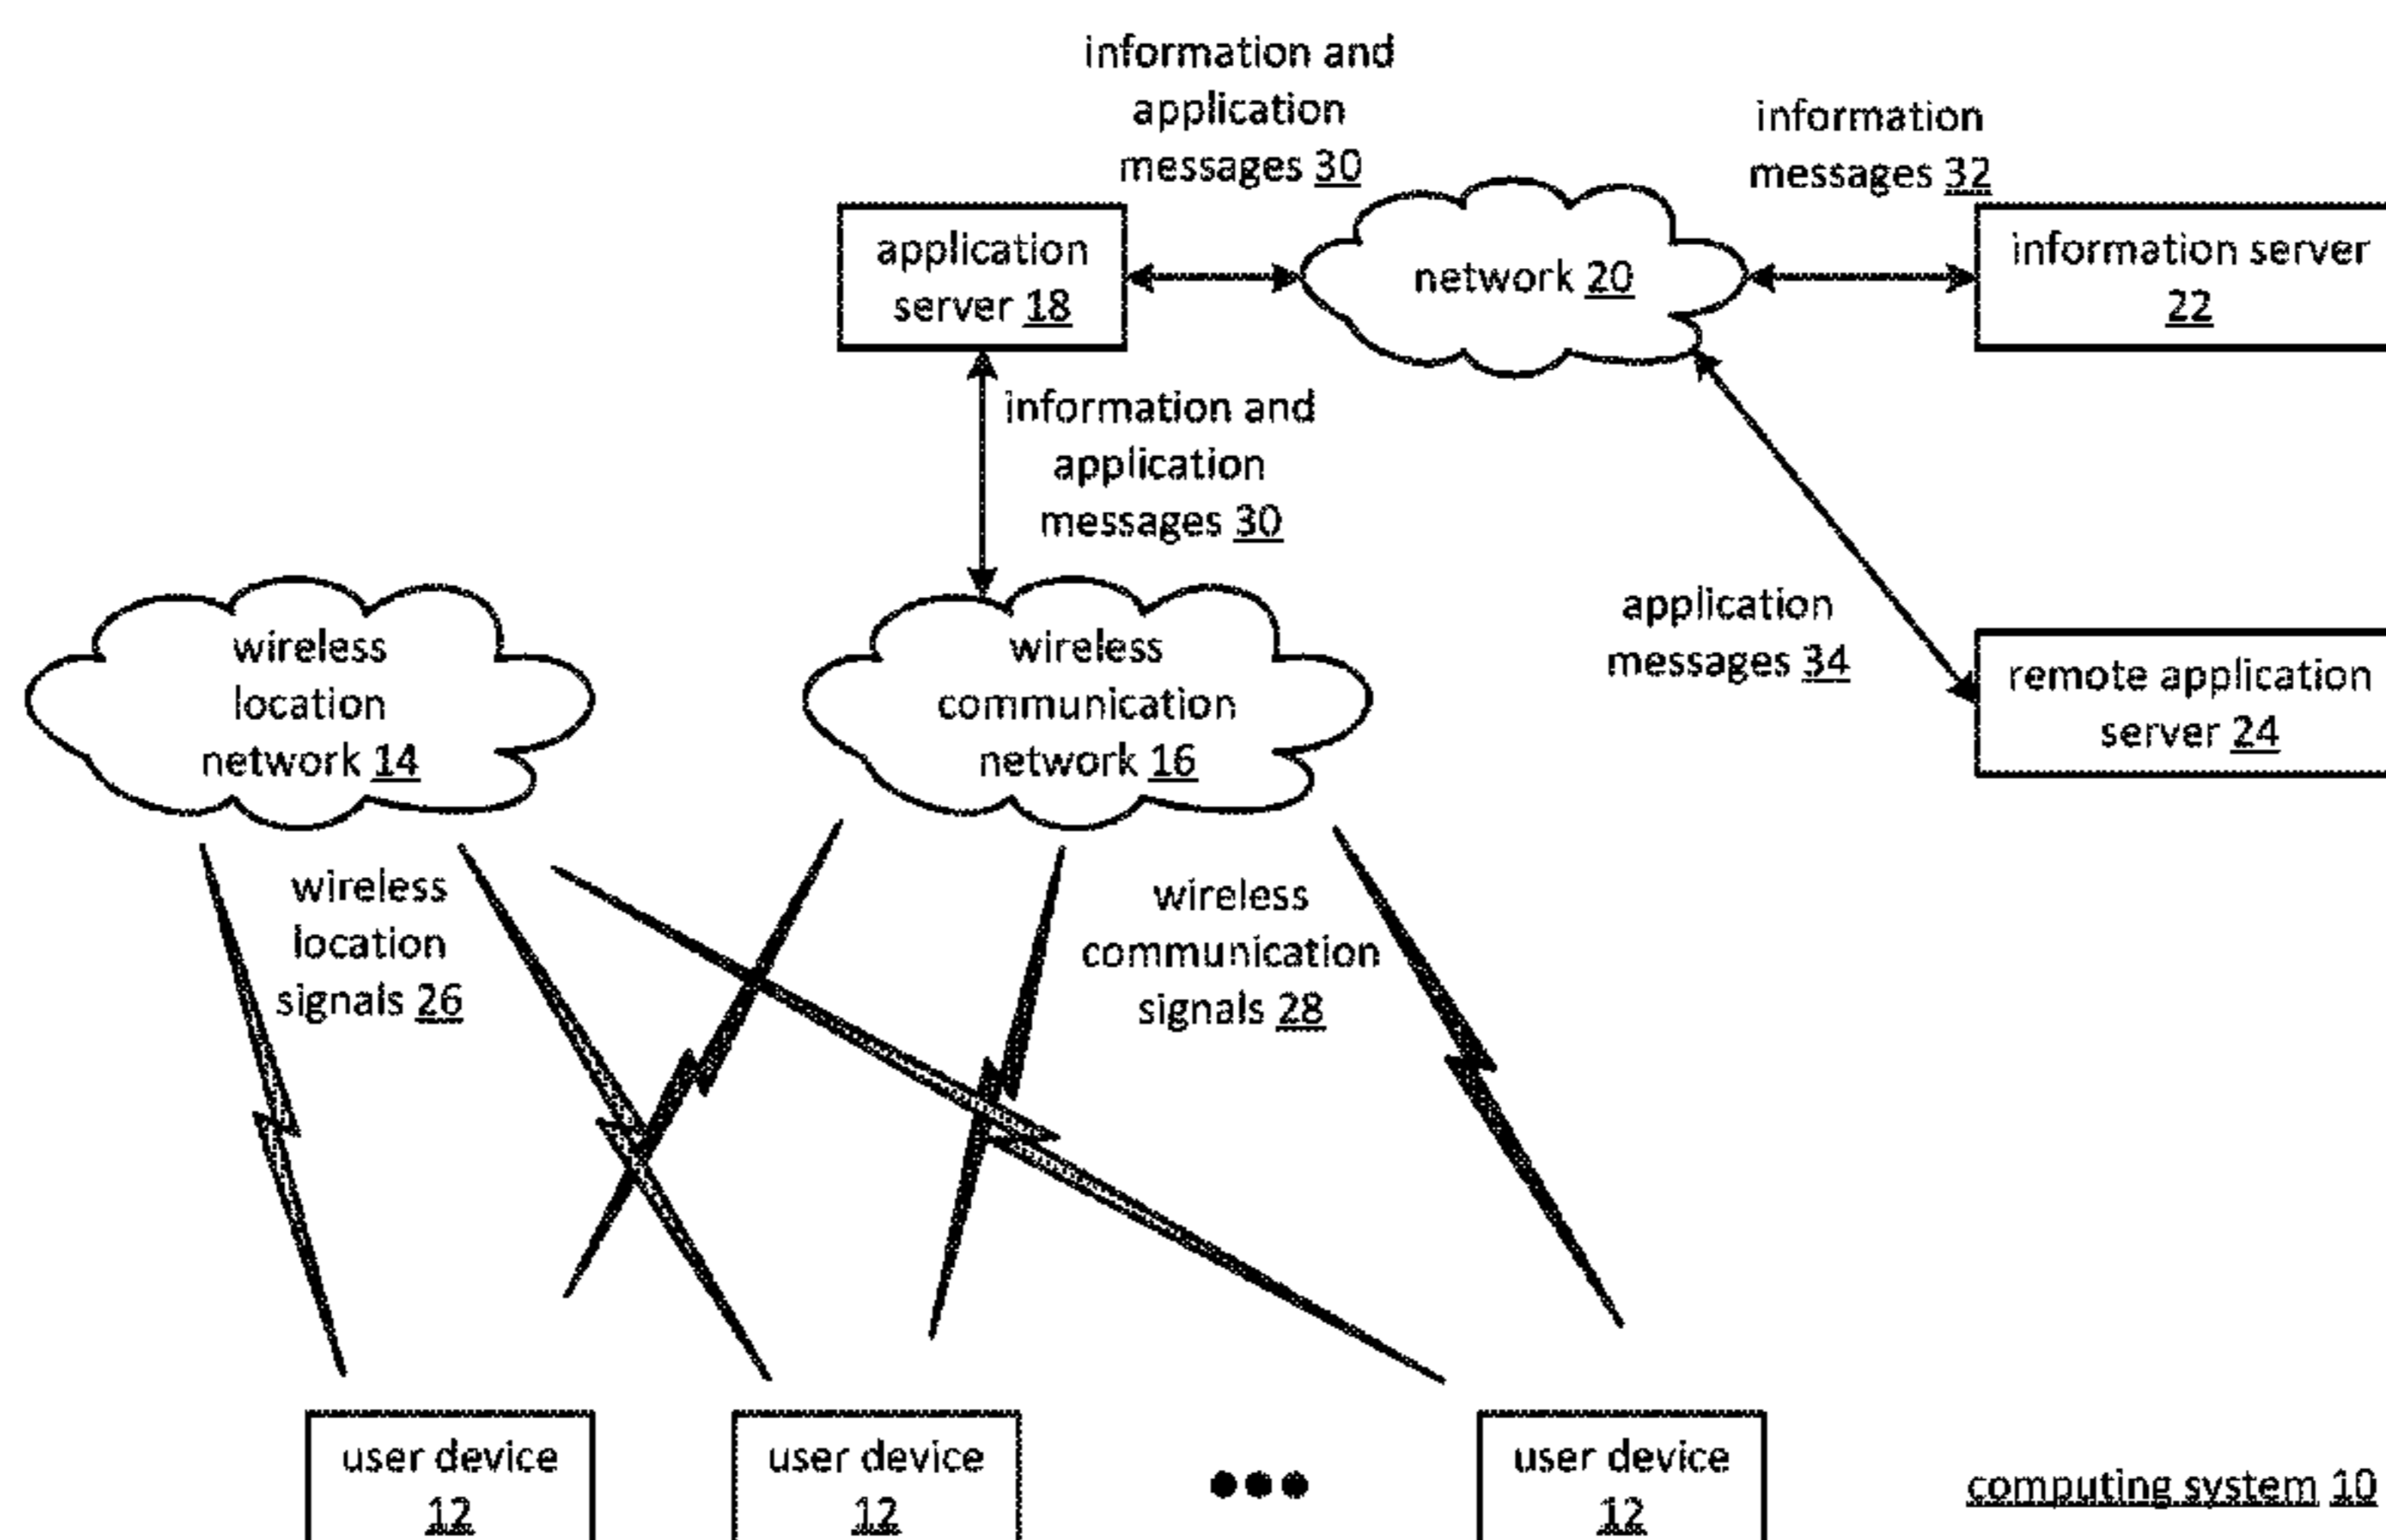 information and
application
messages 30
information
messages 32
application
server 18
network 20
information server
22
information and
application
messages 30
wireless
location
network 14
wireless
communication
network 16
application
messages 34
remote application
server 24
wireless
location
signals 26
wireless
communication
signals 28
user device
12
user device
12
user device
12
computing system 10